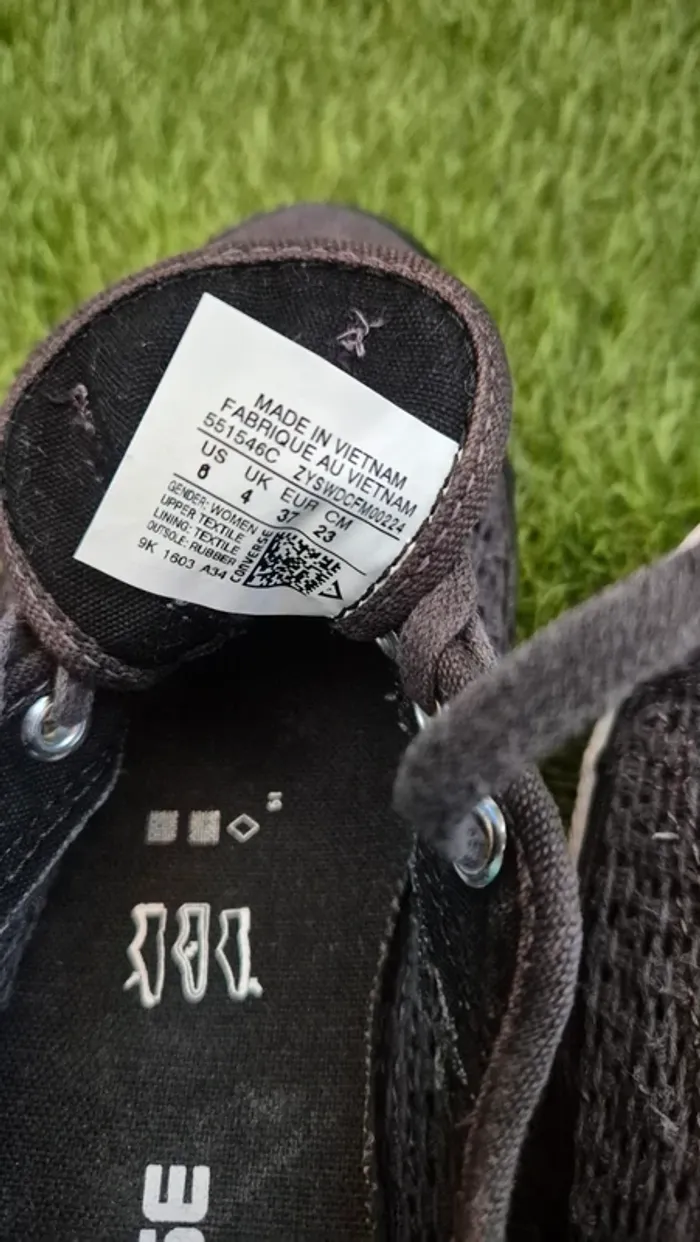 MADE IN VIETNAM
FABRIQUE AU VIETNAM
551546C ZYSWDCFM00224
US UK EUR CM
6 4 37 23
GENDER: WOMEN
UPPER TEXTILE
LINING: TEXTILE
OUTSOLE: RUBBER
9K 1603 A34
CONVERSE
SE